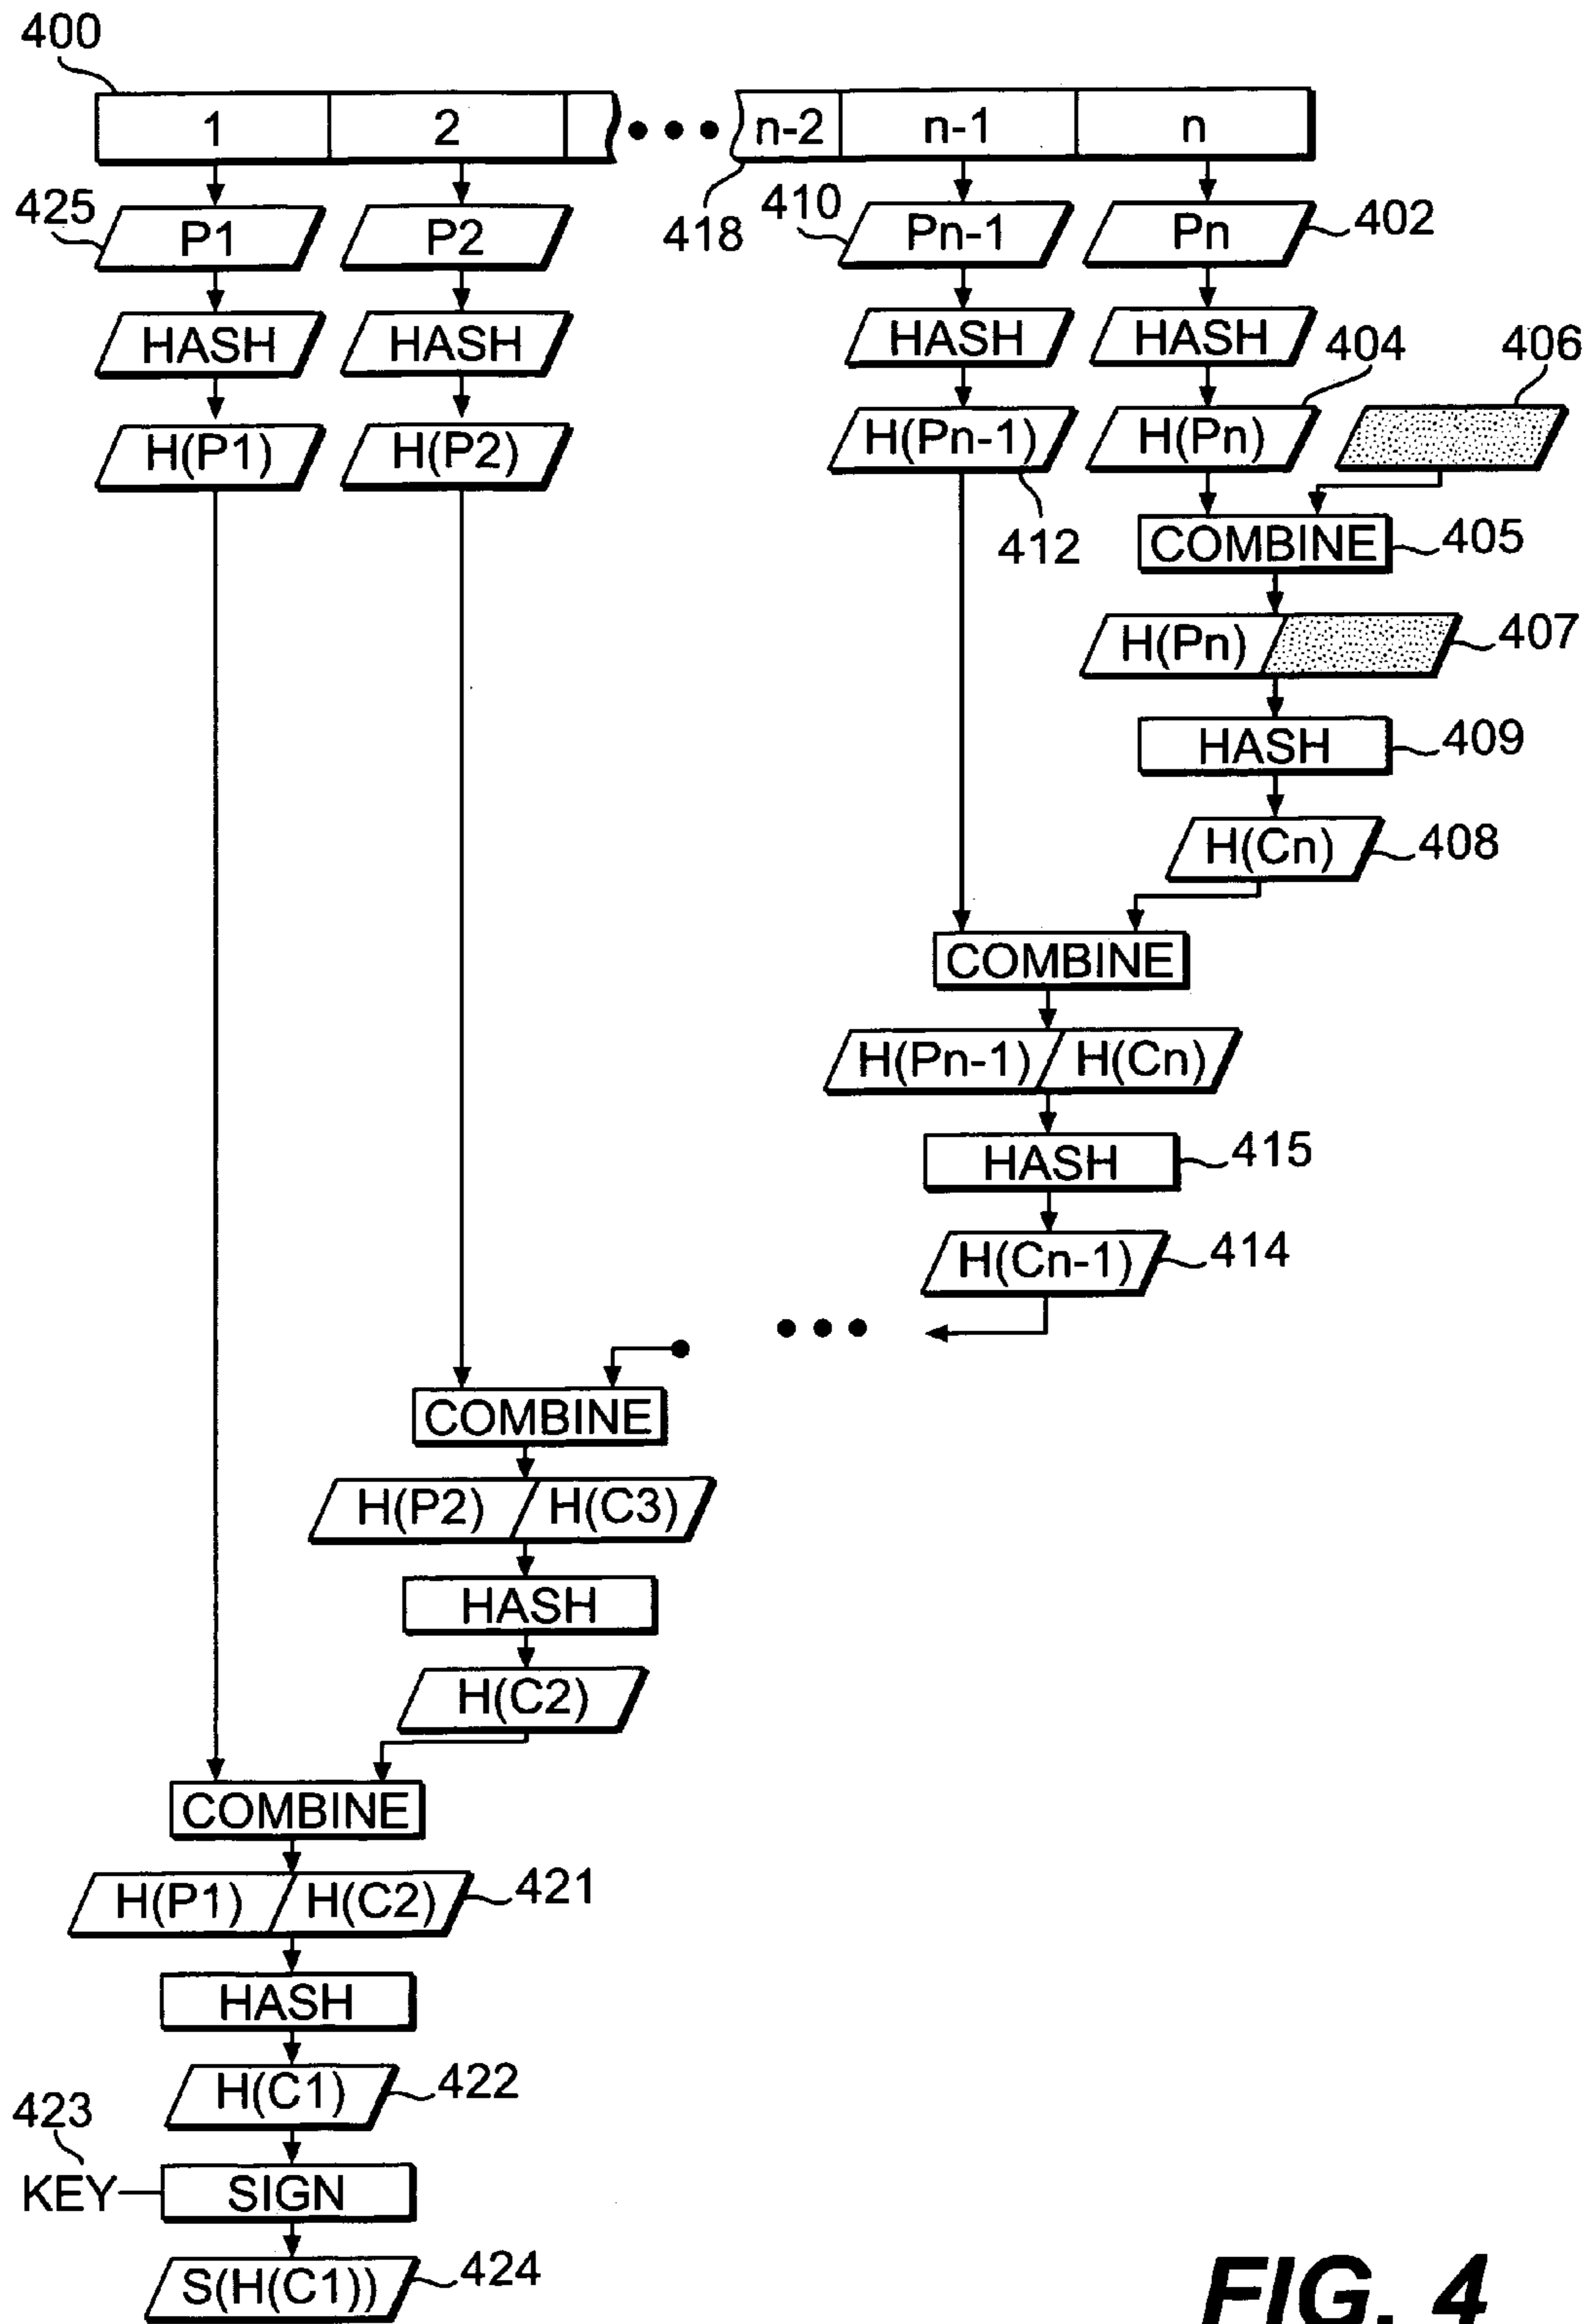 400
1 2 n-2 n-1 n
425 P1 P2 418 410 Pn-1 Pn 402
HASH HASH HASH HASH 404 406
H(P1) H(P2) H(Pn-1) H(Pn)
412 COMBINE 405
H(Pn) 407
HASH 409
H(Cn) 408
COMBINE
H(Pn-1) H(Cn)
HASH 415
H(Cn-1) 414
COMBINE
H(P2) H(C3)
HASH
H(C2)
COMBINE
H(P1) H(C2) 421
HASH
H(C1) 422
423
KEY SIGN
S(H(C1)) 424
FIG. 4